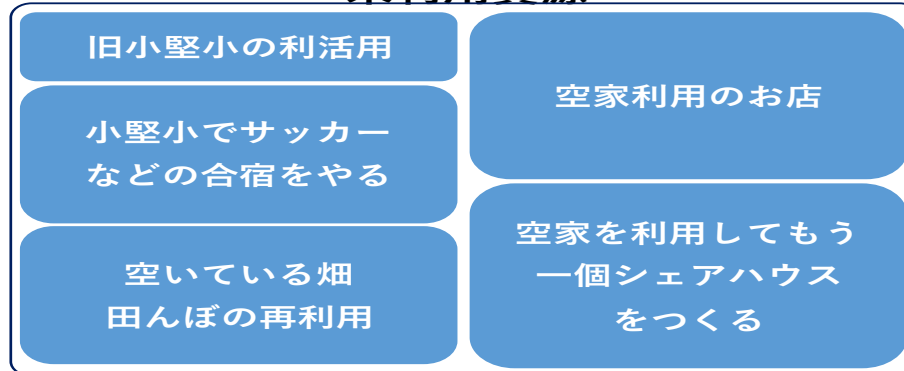 旧小堅小の利活用
小堅小でサッカー
などの合宿をやる
空いている畑
田んぼの再利用
空家利用のお店
空家を利用してもう
一個シェアハウス
をつくる